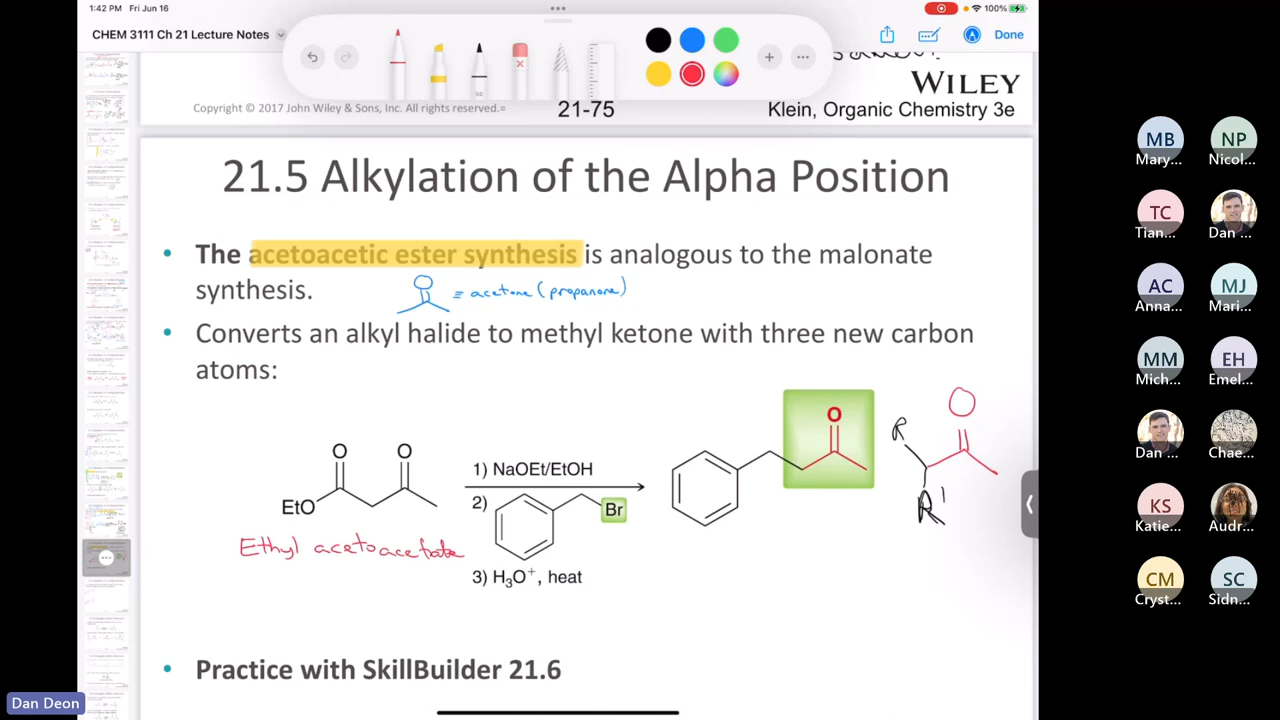 1:42 PM Fri Jun 16
100%
CHEM 3111 Ch 21 Lecture Notes
Done
WILEY
Copyright © 2017 John Wiley & Sons, Inc. All rights reserved.=
21-75
Organic Chemistry 3e
21.5 Alkylation of the Alpha Position
• The acetoacetic ester synthesis is analogous to the malonate
synthesis.
≡ acetone (propanone)
• Converts an alkyl halide to methyl ketone with three new carbon
atoms:
O
O
O
O
R
R'
EtO
1) NaOEt/EtOH
2)
Br
3) H3O+, heat
Ethyl acetoacetate
• Practice with SkillBuilder 21.6
Dan Deon
MB
Mary...
NP
Nicol...
TC
Tian...
Dan ...
AC
Anna...
MJ
Mari...
MM
Mich...
EH
Emel...
Dan ...
Chae...
KS
Katie...
Audr...
CM
Cryst...
SC
Sidn...